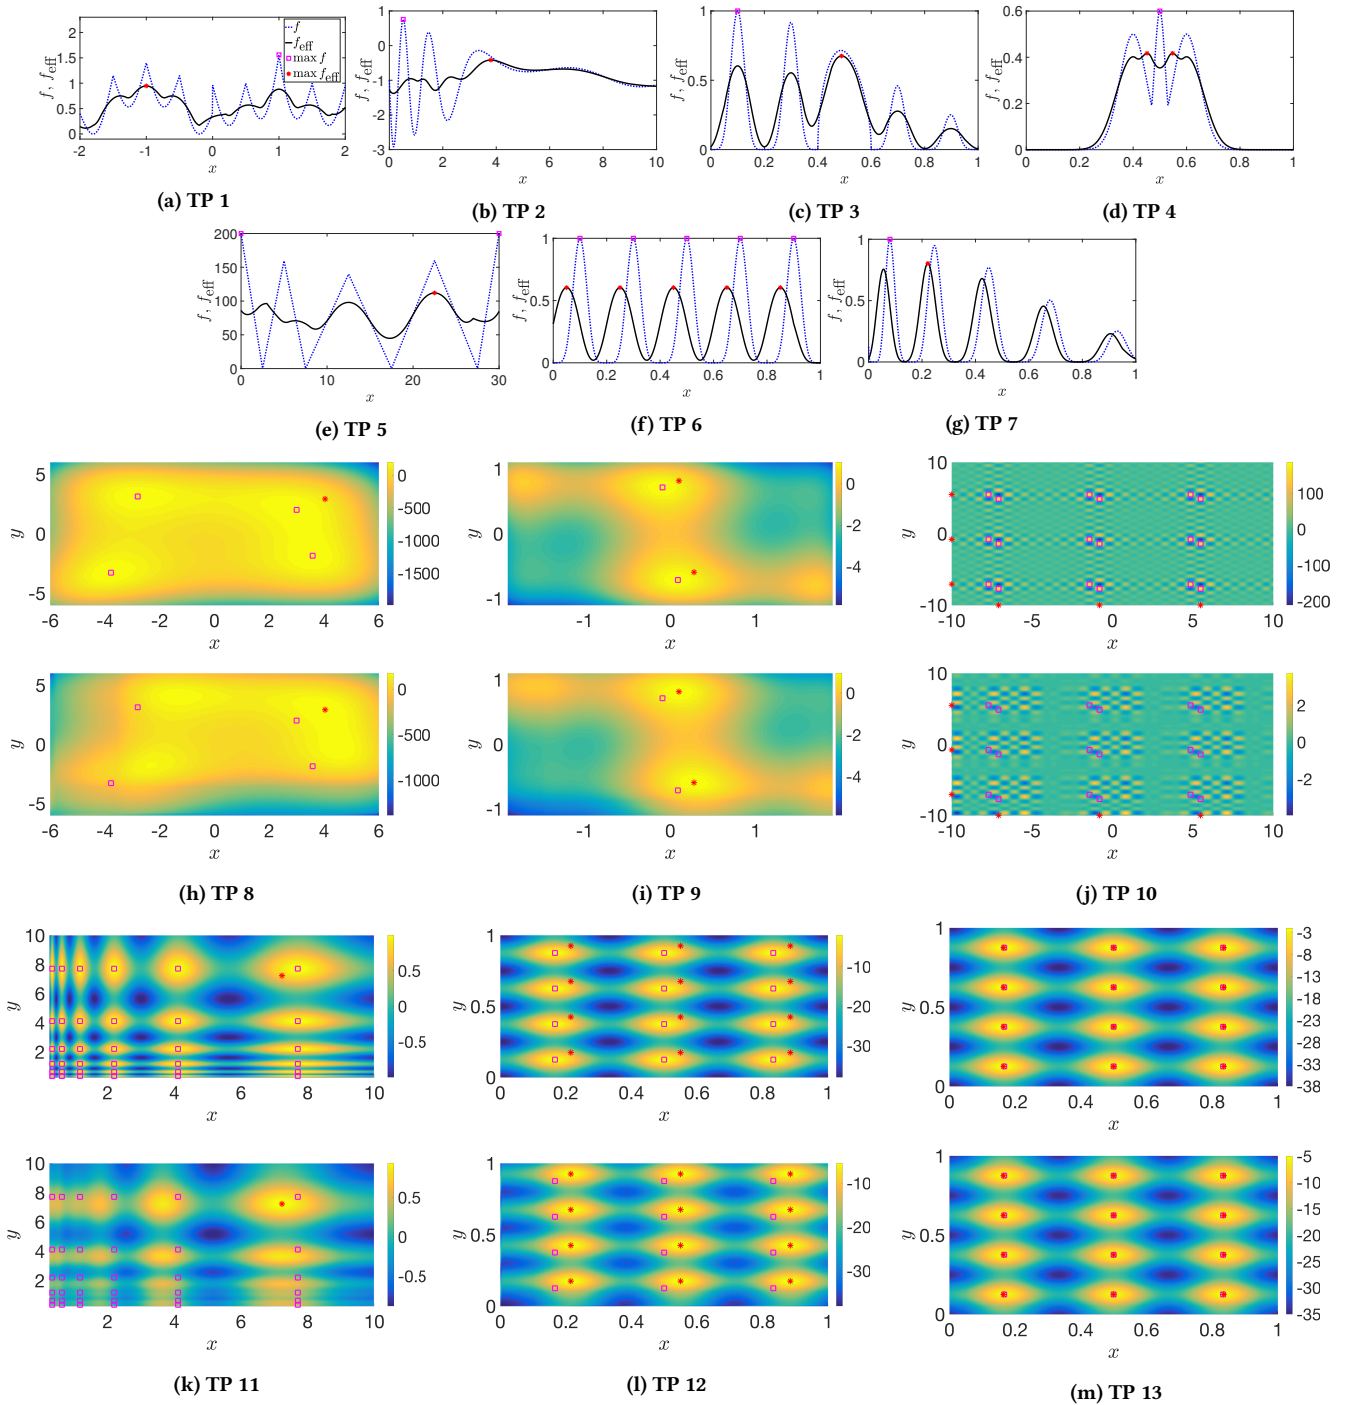 f, f_eff
2
1.5
1
0.5
0
-2
-1
0
1
2
x
f
f_eff
max f
max f_eff
(a) TP 1
f, f_eff
1
0
-1
-2
-3
0
2
4
6
8
10
x
(b) TP 2
f, f_eff
1
0.5
0
0
0.2
0.4
0.6
0.8
1
x
(c) TP 3
f, f_eff
0.6
0.4
0.2
0
0
0.2
0.4
0.6
0.8
1
x
(d) TP 4
f, f_eff
200
150
100
50
0
0
10
20
30
x
(e) TP 5
f, f_eff
1
0.5
0
0
0.2
0.4
0.6
0.8
1
x
(f) TP 6
f, f_eff
1
0.5
0
0
0.2
0.4
0.6
0.8
1
x
(g) TP 7
y
5
0
-5
-6 -4 -2 0 2 4 6
x
0
-500
-1000
-1500
y
5
0
-5
-6 -4 -2 0 2 4 6
x
0
-500
-1000
(h) TP 8
y
1
0
-1
-1 0 1
x
0
-2
-4
y
1
0
-1
-1 0 1
x
0
-2
-4
(i) TP 9
y
10
0
-10
-10 -5 0 5 10
x
100
0
-100
-200
y
10
0
-10
-10 -5 0 5 10
x
2
0
-2
(j) TP 10
y
10
8
6
4
2
2 4 6 8 10
x
0.5
0
-0.5
y
10
8
6
4
2
2 4 6 8 10
x
0.5
0
-0.5
(k) TP 11
y
1
0.5
0
0 0.2 0.4 0.6 0.8 1
x
-10
-20
-30
y
1
0.5
0
0 0.2 0.4 0.6 0.8 1
x
-10
-20
-30
(l) TP 12
y
1
0.5
0
0 0.2 0.4 0.6 0.8 1
x
-3
-8
-13
-18
-23
-28
-33
-38
y
1
0.5
0
0 0.2 0.4 0.6 0.8 1
x
-5
-10
-15
-20
-25
-30
-35
(m) TP 13